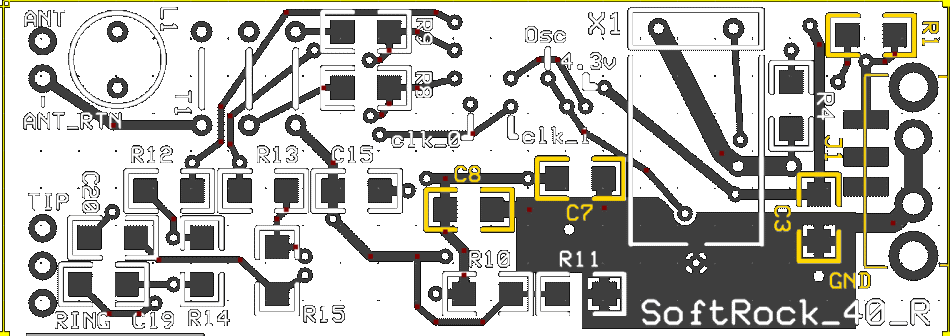 ANT
L1
R9
Osc
X1
R1
4.3v
R8
T1
R4
ANT_RTN
clk_0
clk_1
J1
R12
R13
C15
C8
C20
TIP
C7
C3
R10
R11
GND
RING
C19
R14
R15
SoftRock_40_R